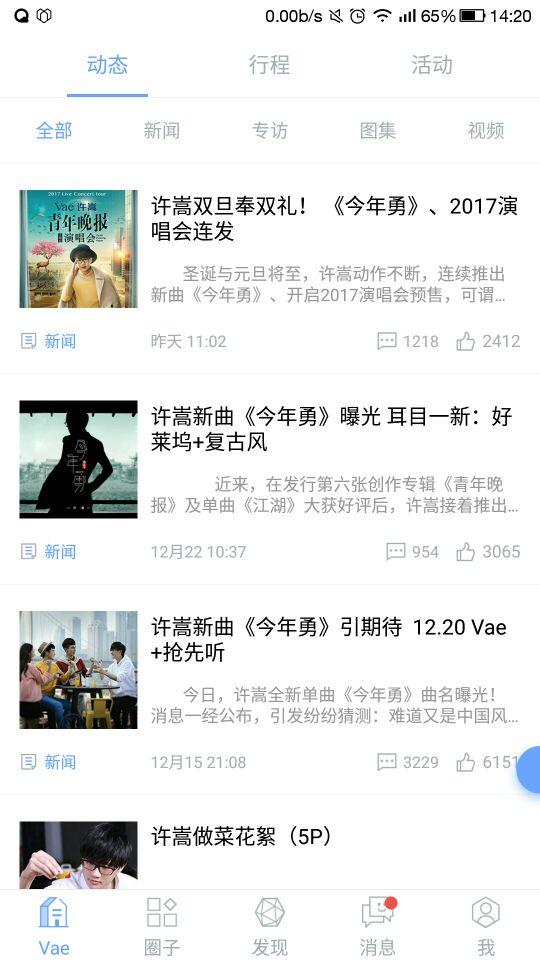 0.00b/s 65% 14:20
动态 行程 活动
全部 新闻 专访 图集 视频
2017 Live Concert tour
Vae 许嵩
青年晚报
演唱会
许嵩双旦奉双礼！《今年勇》、2017演
唱会连发
圣诞与元旦将至，许嵩动作不断，连续推出
新曲《今年勇》、开启2017演唱会预售，可谓...
新闻 昨天 11:02 1218 2412
今年勇
许嵩新曲《今年勇》曝光 耳目一新：好
莱坞+复古风
近来，在发行第六张创作专辑《青年晚
报》及单曲《江湖》大获好评后，许嵩接着推出...
新闻 12月22 10:37 954 3065
许嵩新曲《今年勇》引期待 12.20 Vae
+抢先听
今日，许嵩全新单曲《今年勇》曲名曝光！
消息一经公布，引发纷纷猜测：难道又是中国风...
新闻 12月15 21:08 3229 6151
许嵩做菜花絮（5P）
Vae 圈子 发现 消息 我